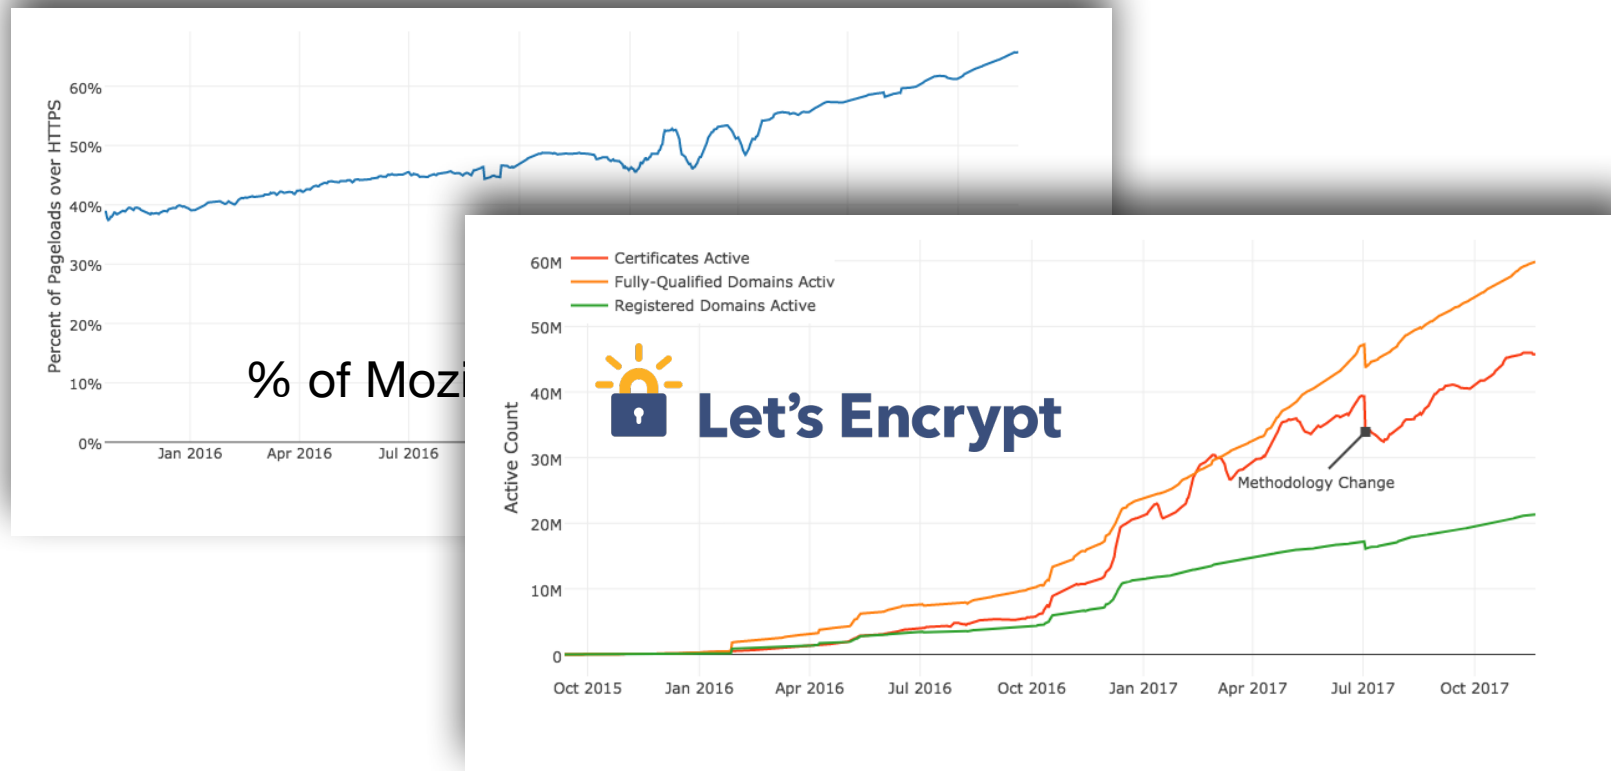 Percent of Pageloads over HTTPS
60%
50%
40%
30%
20%
10%
0%
Jan 2016
Apr 2016
Jul 2016
% of Mozi
Certificates Active
Fully-Qualified Domains Activ
Registered Domains Active
Let's Encrypt
Active Count
60M
50M
40M
30M
20M
10M
0
Methodology Change
Oct 2015
Jan 2016
Apr 2016
Jul 2016
Oct 2016
Jan 2017
Apr 2017
Jul 2017
Oct 2017